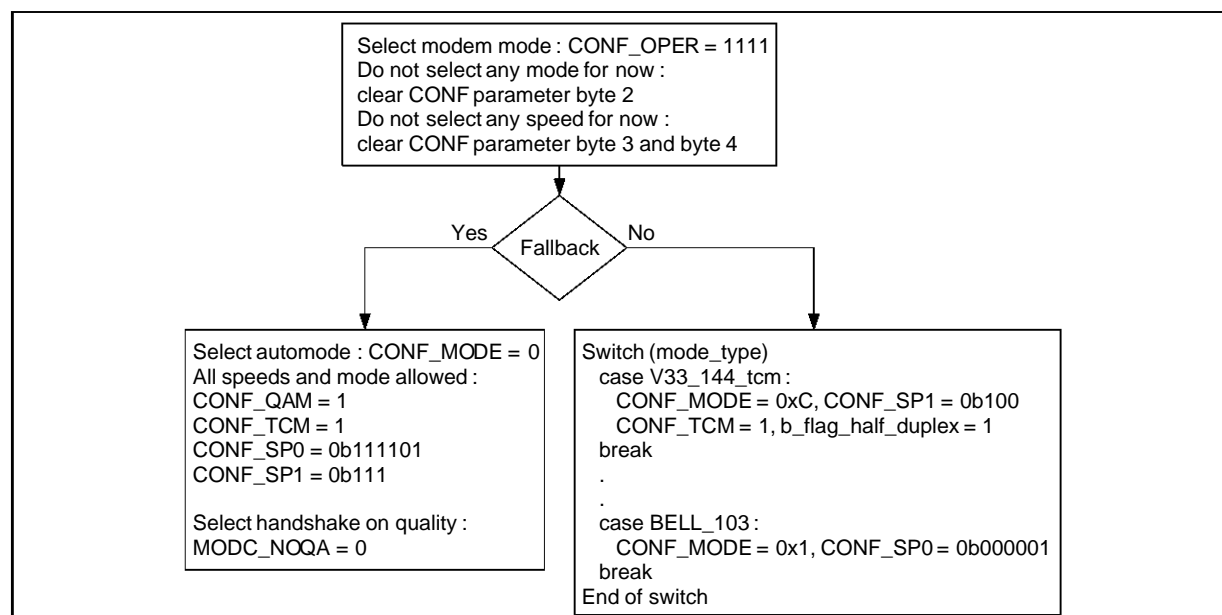 Select modem mode : CONF_OPER = 1111
Do not select any mode for now :
clear CONF parameter byte 2
Do not select any speed for now :
clear CONF parameter byte 3 and byte 4
Yes
Fallback
No
Select automode : CONF_MODE = 0
All speeds and mode allowed :
CONF_QAM = 1
CONF_TCM = 1
CONF_SP0 = 0b111101
CONF_SP1 = 0b111
Select handshake on quality :
MODC_NOQA = 0
Switch (mode_type)
case V33_144_tcm :
CONF_MODE = 0xC, CONF_SP1 = 0b100
CONF_TCM = 1, b_flag_half_duplex = 1
break
.
.
case BELL_103 :
CONF_MODE = 0x1, CONF_SP0 = 0b000001
break
End of switch